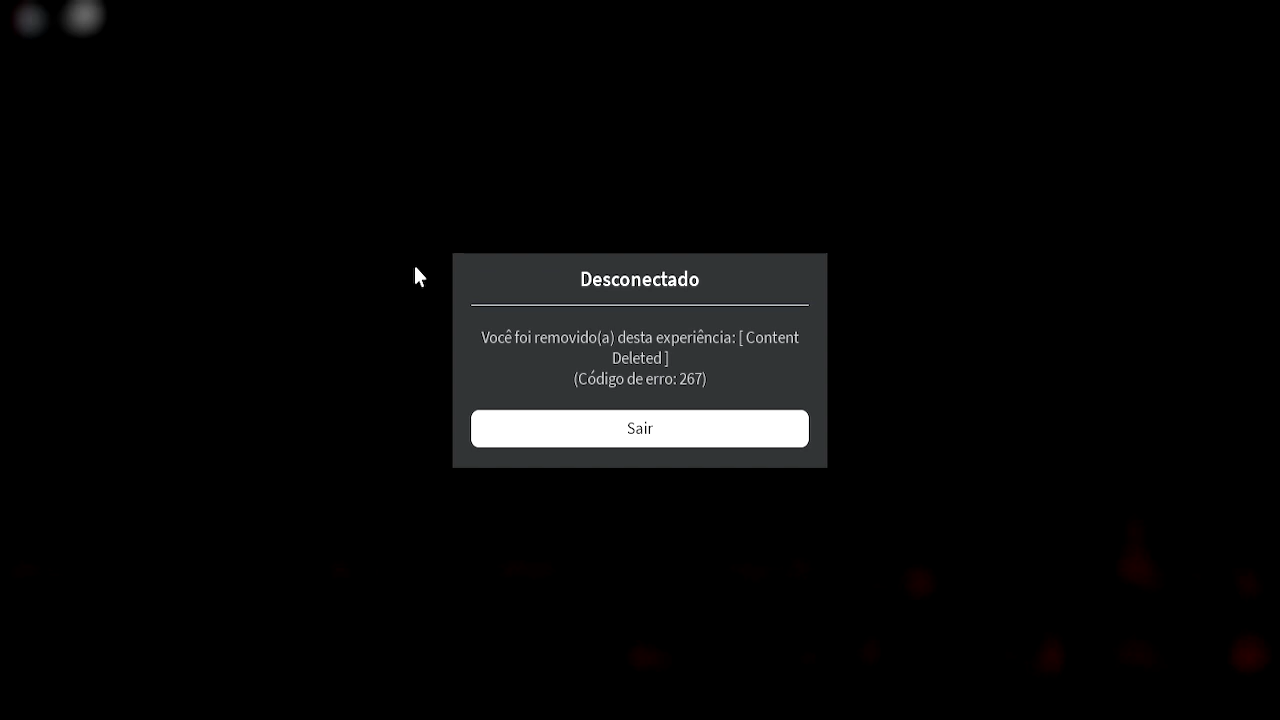 Desconectado
Você foi removido(a) desta experiência: [ Content
Deleted ]
(Código de erro: 267)
Sair